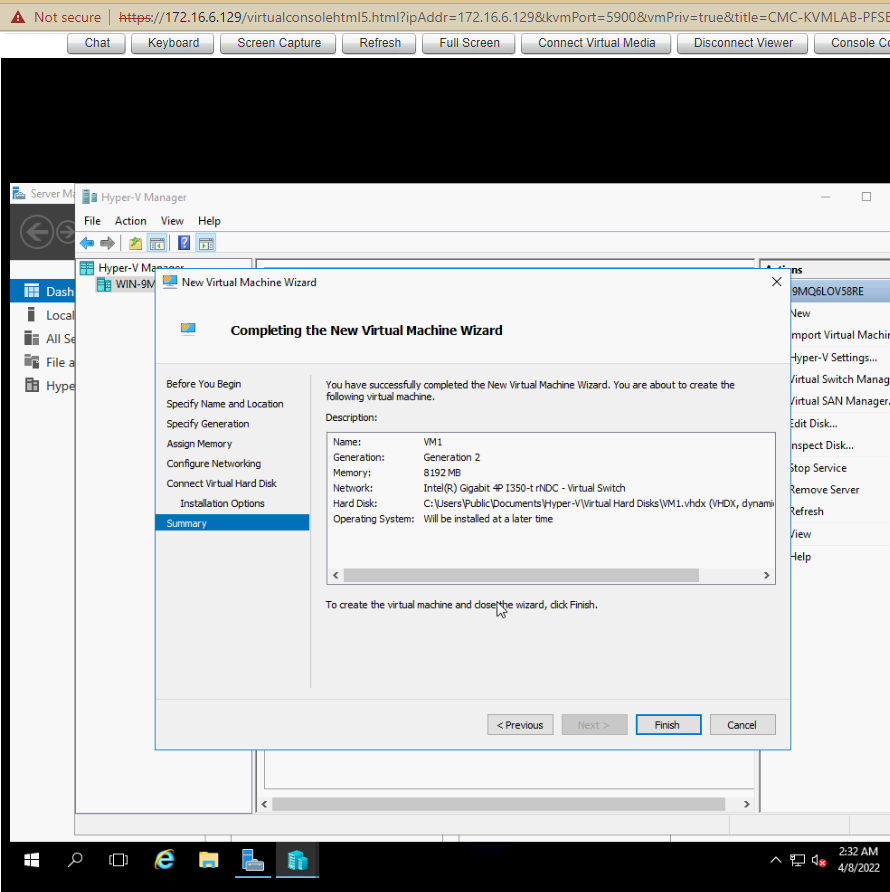 Not secure https://172.16.6.129/virtualconsolehtml5.html?ipAddr=172.16.6.129&kvmPort=5900&vmPriv=true&title=CMC-KVMLAB-PFSE
Chat Keyboard Screen Capture Refresh Full Screen Connect Virtual Media Disconnect Viewer Console Co
Server Ma
Hyper-V Manager
File Action View Help
Hyper-V Manager
WIN-9M
Dash
Local
All Se
File a
Hype
New Virtual Machine Wizard
Completing the New Virtual Machine Wizard
Before You Begin
Specify Name and Location
Specify Generation
Assign Memory
Configure Networking
Connect Virtual Hard Disk
Installation Options
Summary
You have successfully completed the New Virtual Machine Wizard. You are about to create the
following virtual machine.
Description:
Name: VM1
Generation: Generation 2
Memory: 8192 MB
Network: Intel(R) Gigabit 4P I350-t rNDC - Virtual Switch
Hard Disk: C:\Users\Public\Documents\Hyper-V\Virtual Hard Disks\VM1.vhdx (VHDX, dynami
Operating System: Will be installed at a later time
To create the virtual machine and close the wizard, click Finish.
< Previous Next > Finish Cancel
9MQ6LOV58RE
New
mport Virtual Machin
Hyper-V Settings...
Virtual Switch Manag
Virtual SAN Manager.
Edit Disk...
nspect Disk...
Stop Service
Remove Server
Refresh
View
Help
2:32 AM
4/8/2022